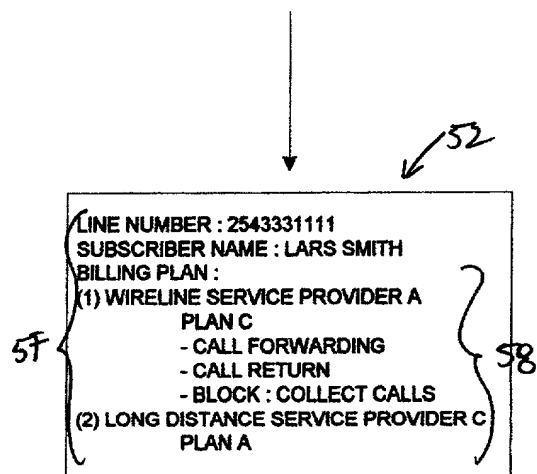 52
LINE NUMBER : 2543331111
SUBSCRIBER NAME : LARS SMITH
BILLING PLAN :
(1) WIRELINE SERVICE PROVIDER A
PLAN C
- CALL FORWARDING
- CALL RETURN
- BLOCK : COLLECT CALLS
(2) LONG DISTANCE SERVICE PROVIDER C
PLAN A
57
58